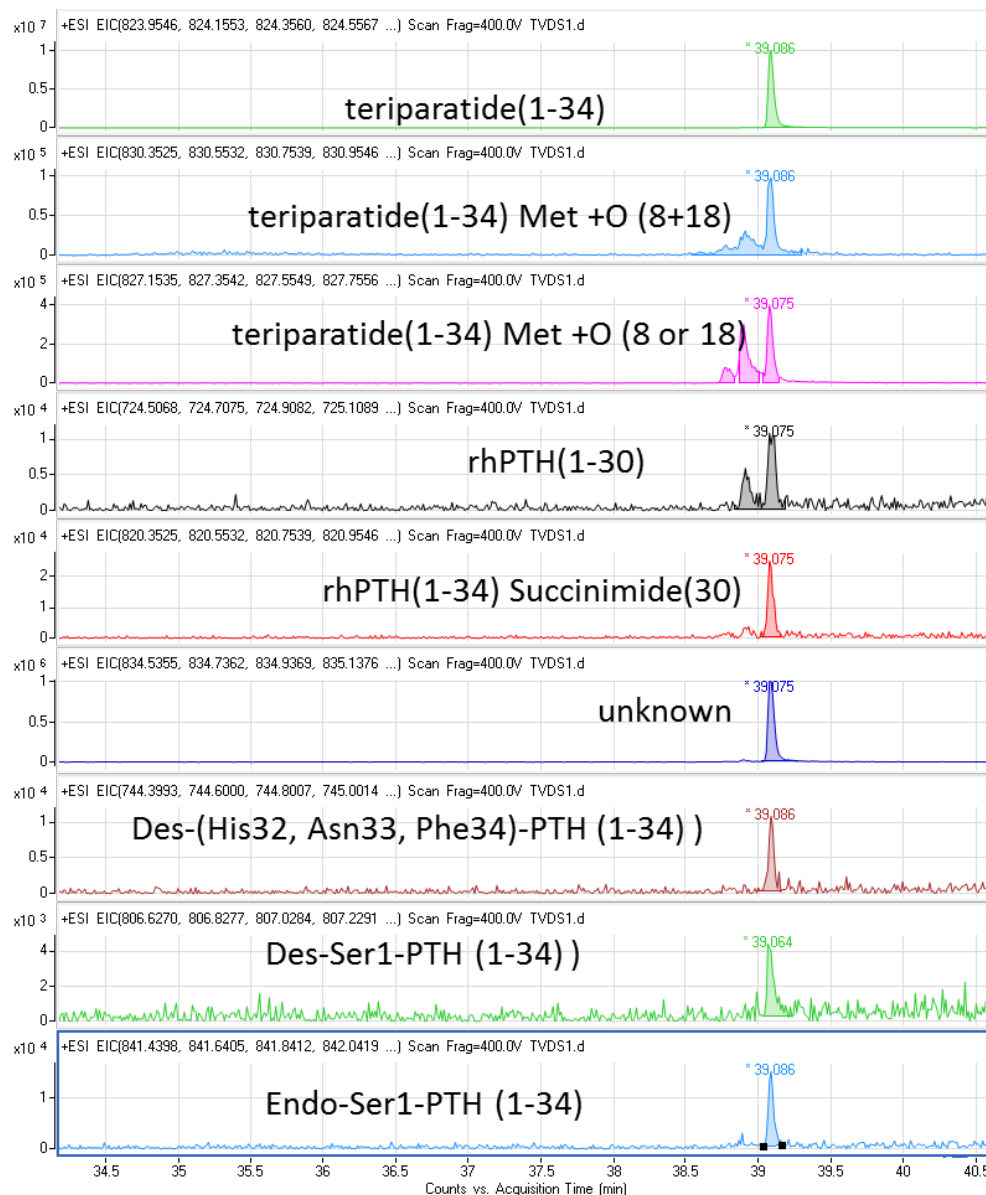 x10 7 +ESI EIC(823.9546, 824.1553, 824.3560, 824.5567 ...) Scan Frag=400.0V TVDS1.d
* 39.086
1
0.5
0
teriparatide(1-34)
x10 5 +ESI EIC(830.3525, 830.5532, 830.7539, 830.9546 ...) Scan Frag=400.0V TVDS1.d
* 39.086
1
0.5
0
teriparatide(1-34) Met +O (8+18)
x10 5 +ESI EIC(827.1535, 827.3542, 827.5549, 827.7556 ...) Scan Frag=400.0V TVDS1.d
* 39.075
4
2
0
teriparatide(1-34) Met +O (8 or 18)
x10 4 +ESI EIC(724.5068, 724.7075, 724.9082, 725.1089 ...) Scan Frag=400.0V TVDS1.d
* 39.075
1
0.5
0
rhPTH(1-30)
x10 4 +ESI EIC(820.3525, 820.5532, 820.7539, 820.9546 ...) Scan Frag=400.0V TVDS1.d
* 39.075
2
1
0
rhPTH(1-34) Succinimide(30)
x10 6 +ESI EIC(834.5355, 834.7362, 834.9369, 835.1376 ...) Scan Frag=400.0V TVDS1.d
* 39.075
1
0.5
0
unknown
x10 4 +ESI EIC(744.3993, 744.6000, 744.8007, 745.0014 ...) Scan Frag=400.0V TVDS1.d
* 39.086
1
0.5
0
Des-(His32, Asn33, Phe34)-PTH (1-34) )
x10 3 +ESI EIC(806.6270, 806.8277, 807.0284, 807.2291 ...) Scan Frag=400.0V TVDS1.d
* 39.064
4
2
0
Des-Ser1-PTH (1-34) )
x10 4 +ESI EIC(841.4398, 841.6405, 841.8412, 842.0419 ...) Scan Frag=400.0V TVDS1.d
* 39.086
1
0
Endo-Ser1-PTH (1-34)
34.5 35 35.5 36 36.5 37 37.5 38 38.5 39 39.5 40 40.5
Counts vs. Acquisition Time (min)